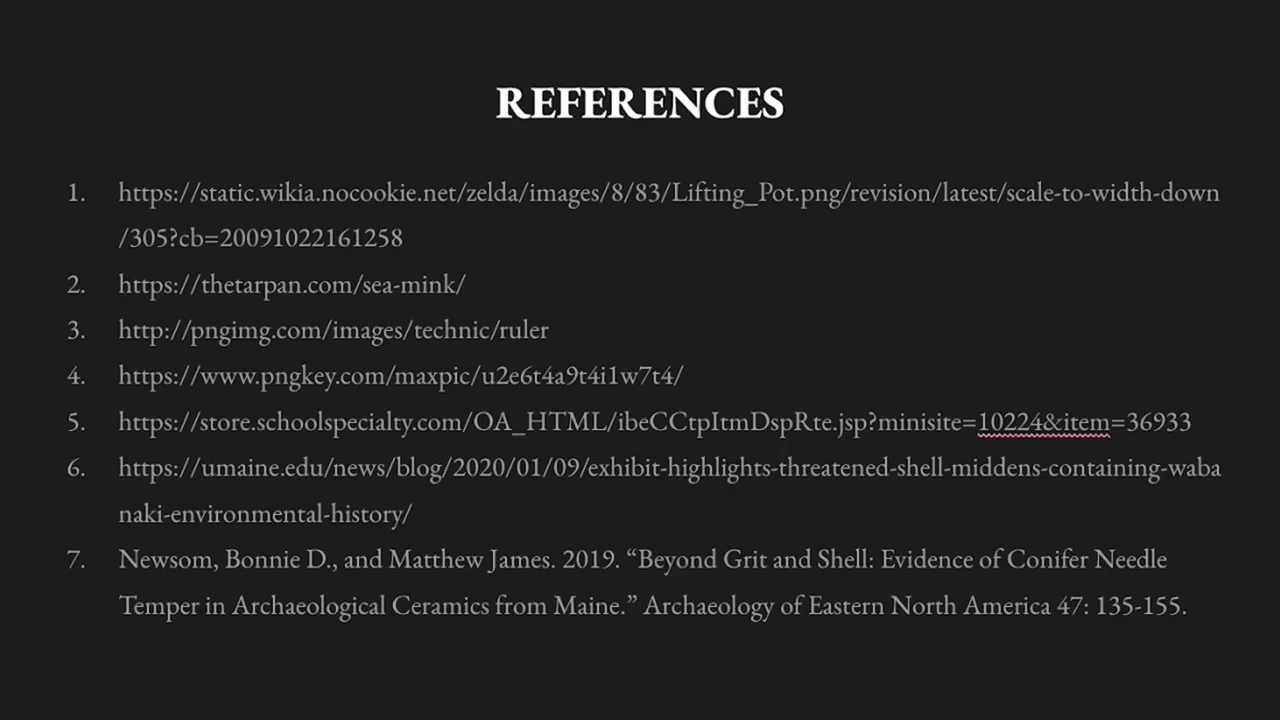 REFERENCES
1. https://static.wikia.nocookie.net/zelda/images/8/83/Lifting_Pot.png/revision/latest/scale-to-width-down
/305?cb=20091022161258
2. https://thetarpan.com/sea-mink/
3. http://pngimg.com/images/technic/ruler
4. https://www.pngkey.com/maxpic/u2e6t4a9t4i1w7t4/
5. https://store.schoolspecialty.com/OA_HTML/ibeCCtpItmDspRte.jsp?minisite=10224&item=36933
6. https://umaine.edu/news/blog/2020/01/09/exhibit-highlights-threatened-shell-middens-containing-waba
naki-environmental-history/
7. Newsom, Bonnie D., and Matthew James. 2019. “Beyond Grit and Shell: Evidence of Conifer Needle
Temper in Archaeological Ceramics from Maine.” Archaeology of Eastern North America 47: 135-155.